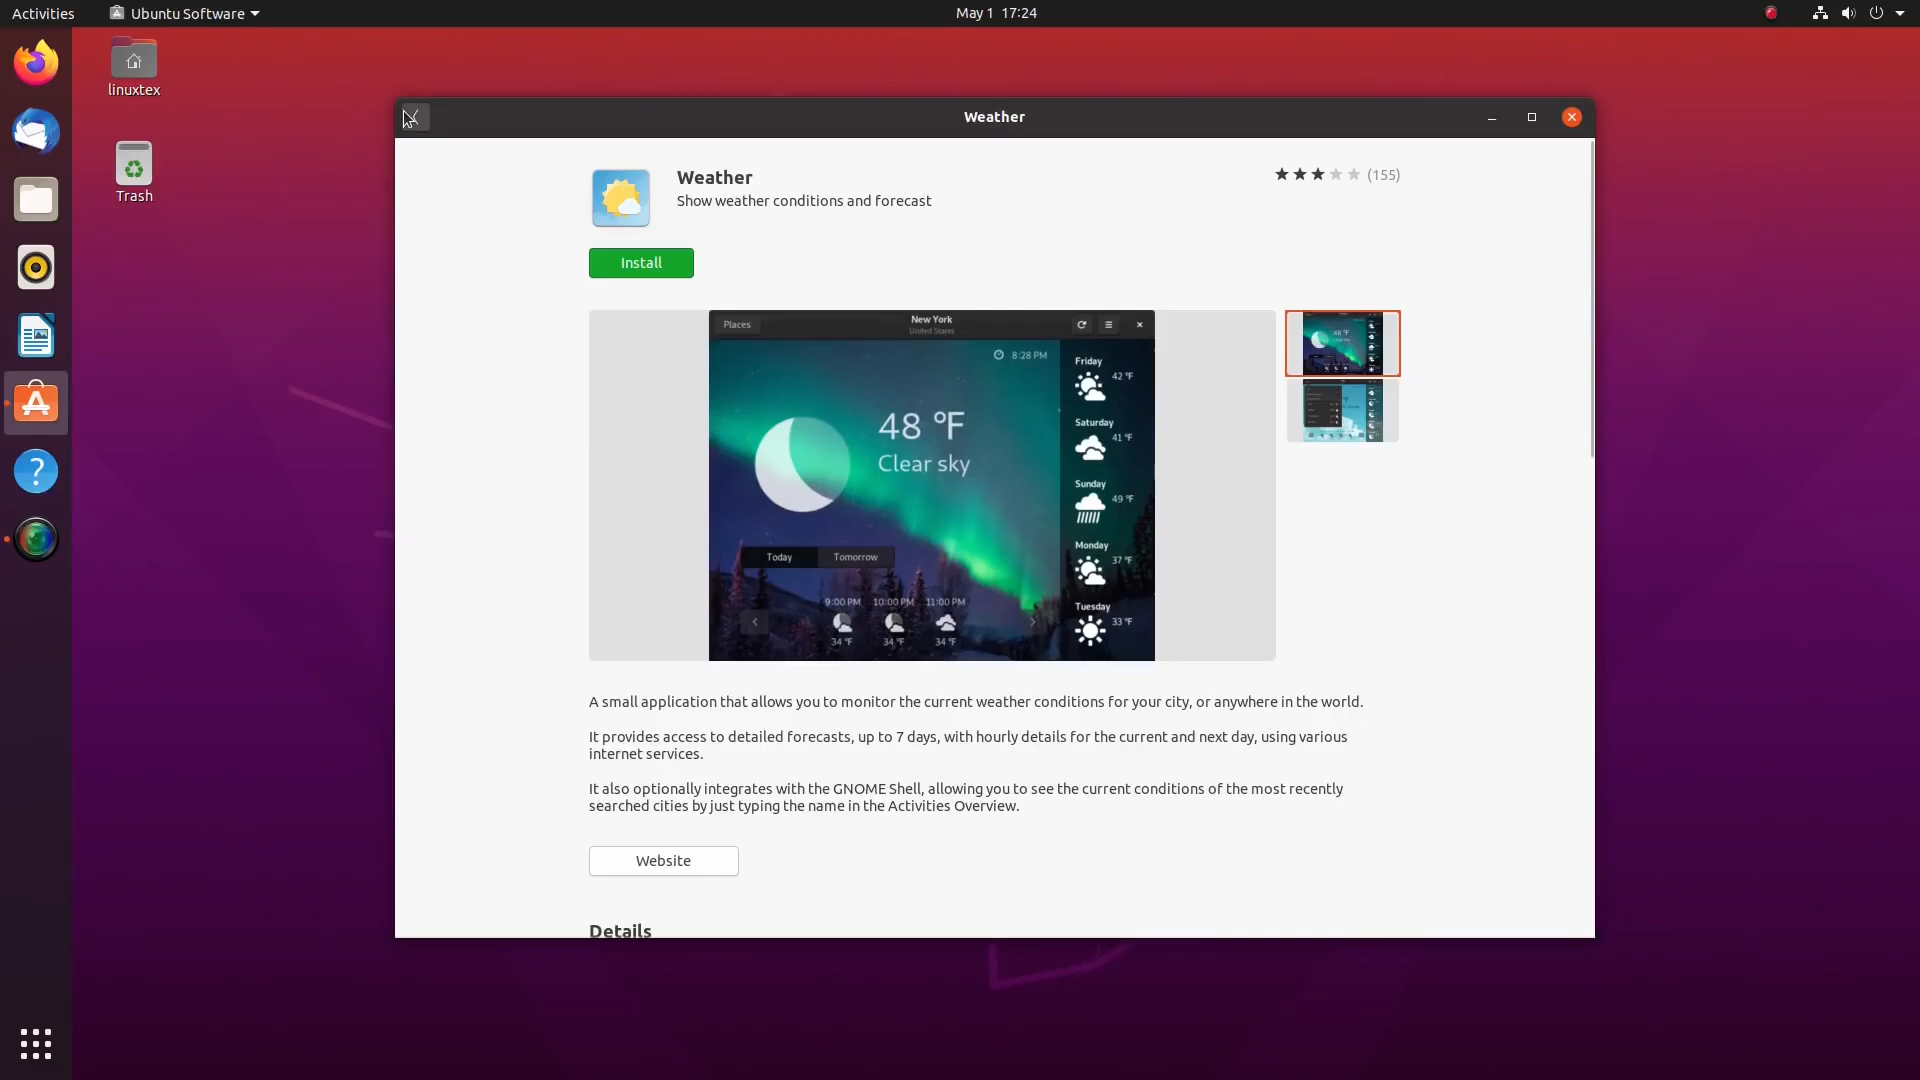 Activities
Ubuntu Software
May 1 17:24
linuxtex
Trash
Weather
Weather
(155)
Show weather conditions and forecast
Install
Places
New York
United States
8:28 PM
48 °F
Clear sky
Today
Tomorrow
9:00 PM 10:00 PM 11:00 PM
34 °F 34 °F 34 °F
Friday
42 °F
Saturday
41 °F
Sunday
49 °F
Monday
37 °F
Tuesday
33 °F
A small application that allows you to monitor the current weather conditions for your city, or anywhere in the world.
It provides access to detailed forecasts, up to 7 days, with hourly details for the current and next day, using various
internet services.
It also optionally integrates with the GNOME Shell, allowing you to see the current conditions of the most recently
searched cities by just typing the name in the Activities Overview.
Website
Details